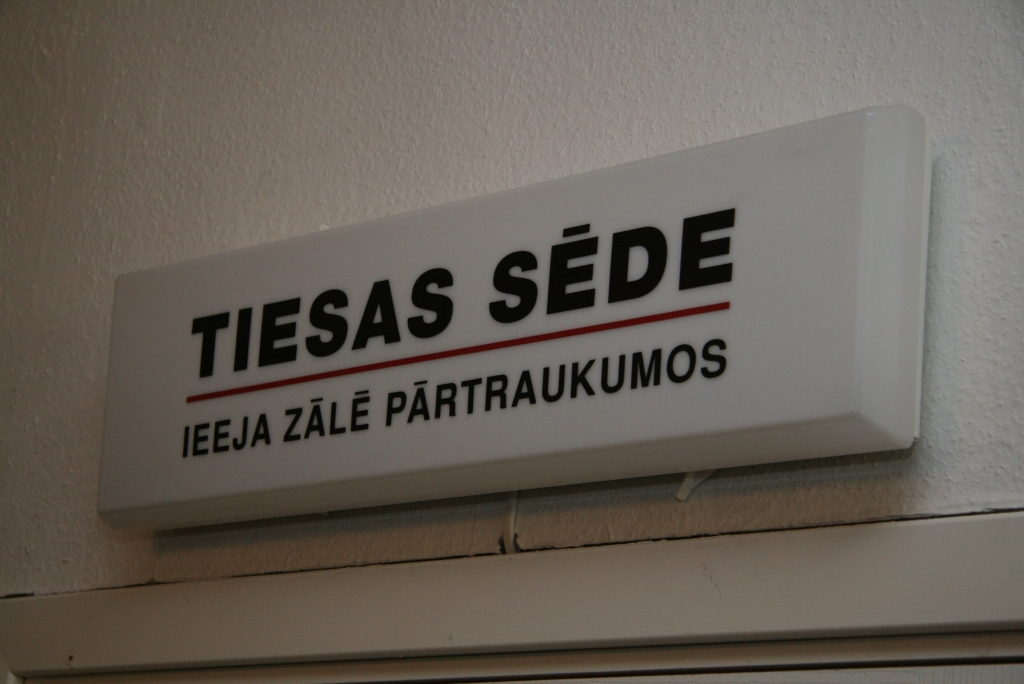 TIESAS SĒDE
IEEJA ZĀLĒ PĀRTRAUKUMOS